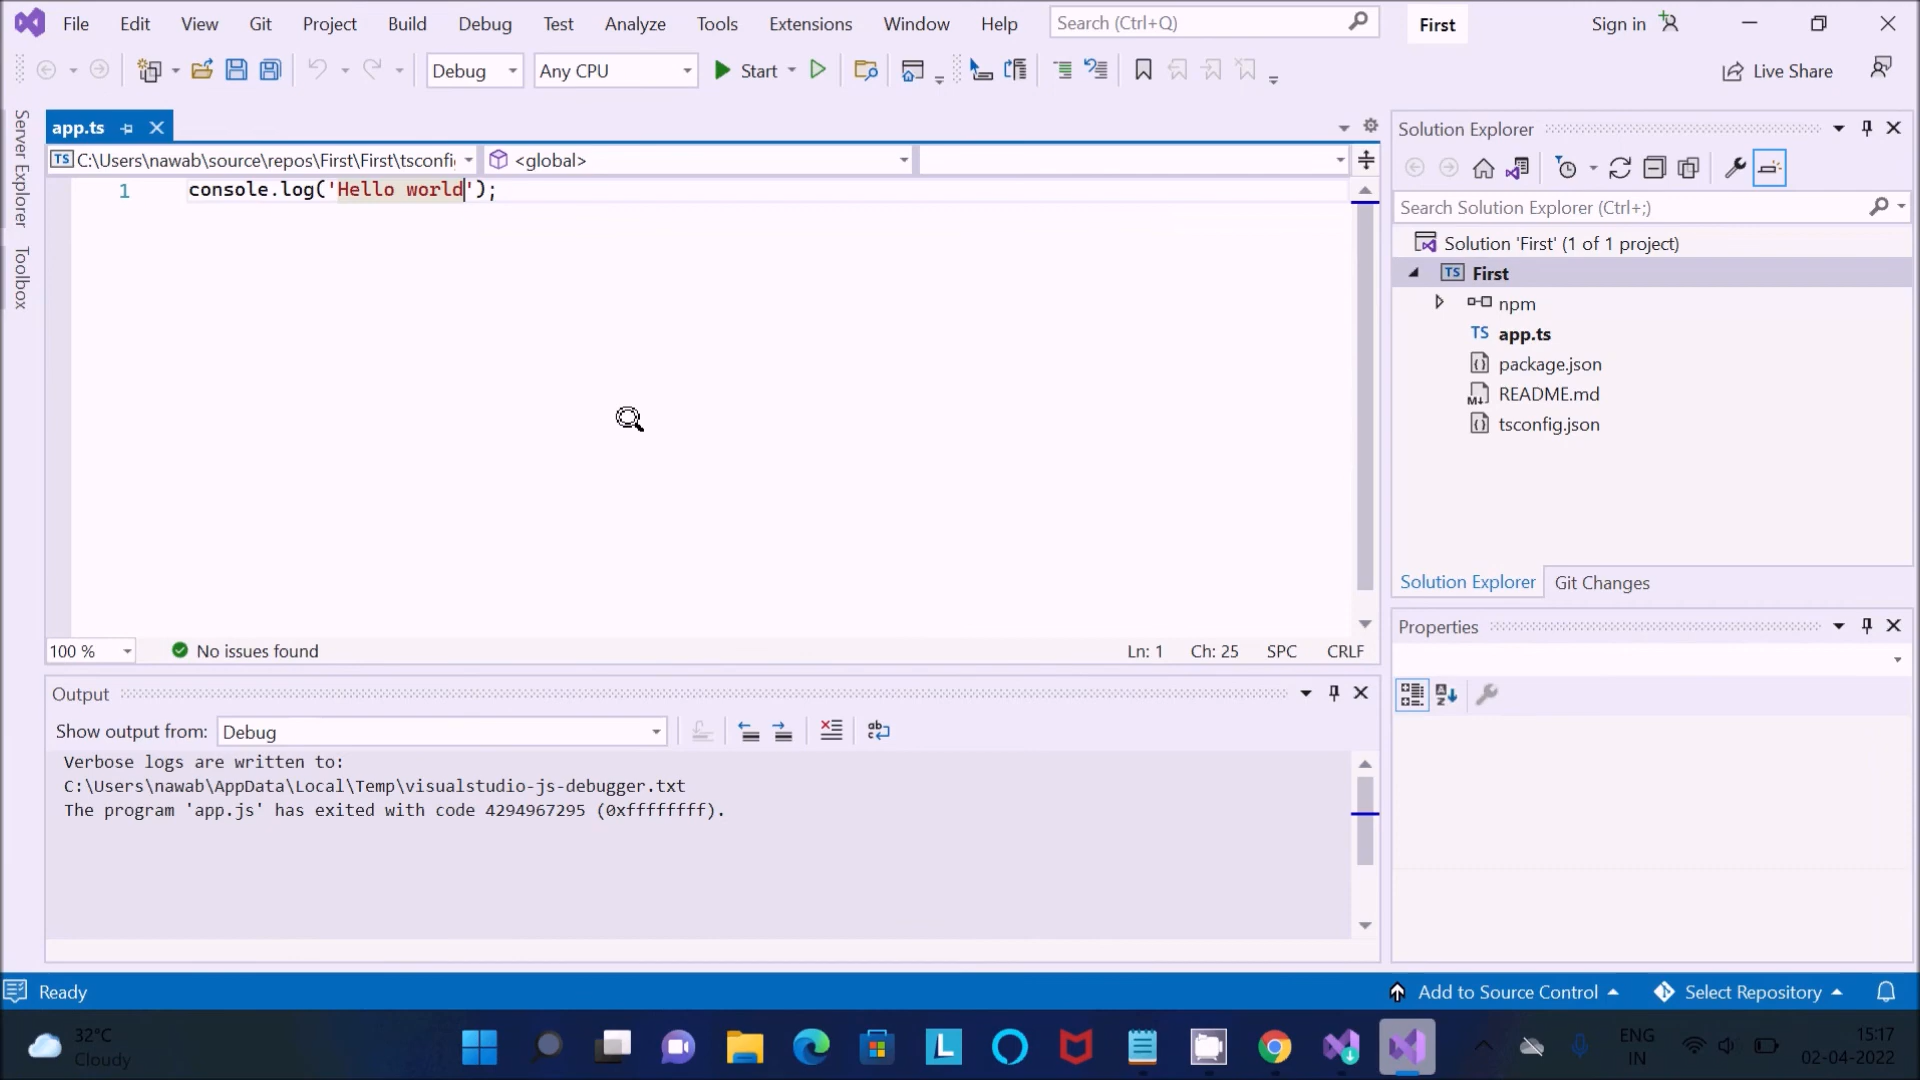 File Edit View Git Project Build Debug Test Analyze Tools Extensions Window Help Search (Ctrl+Q) First Sign in
Debug Any CPU Start Live Share
Server Explorer
Toolbox
app.ts
TS C:\Users\nawab\source\repos\First\First\tsconfi <global>
1 console.log('Hello world');
100 % No issues found Ln: 1 Ch: 25 SPC CRLF
Output
Show output from: Debug
Verbose logs are written to:
C:\Users\nawab\AppData\Local\Temp\visualstudio-js-debugger.txt
The program 'app.js' has exited with code 4294967295 (0xffffffff).
Solution Explorer
Search Solution Explorer (Ctrl+;)
Solution 'First' (1 of 1 project)
TS First
npm
TS app.ts
package.json
README.md
tsconfig.json
Solution Explorer Git Changes
Properties
Ready Add to Source Control Select Repository
32°C
Cloudy
ENG
IN
15:17
02-04-2022